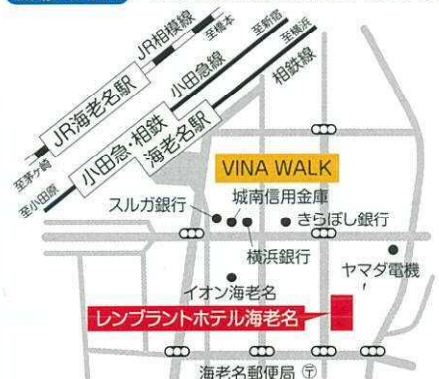 JR相模線
至橋本
至新宿
至横浜
小田急線
相鉄線
JR海老名駅
小田急・相鉄
海老名駅
至茅ヶ崎
至小田原
VINA WALK
城南信用金庫
スルガ銀行
きらぼし銀行
横浜銀行
ヤマダ電機
イオン海老名
レンブラントホテル海老名
海老名郵便局 〒